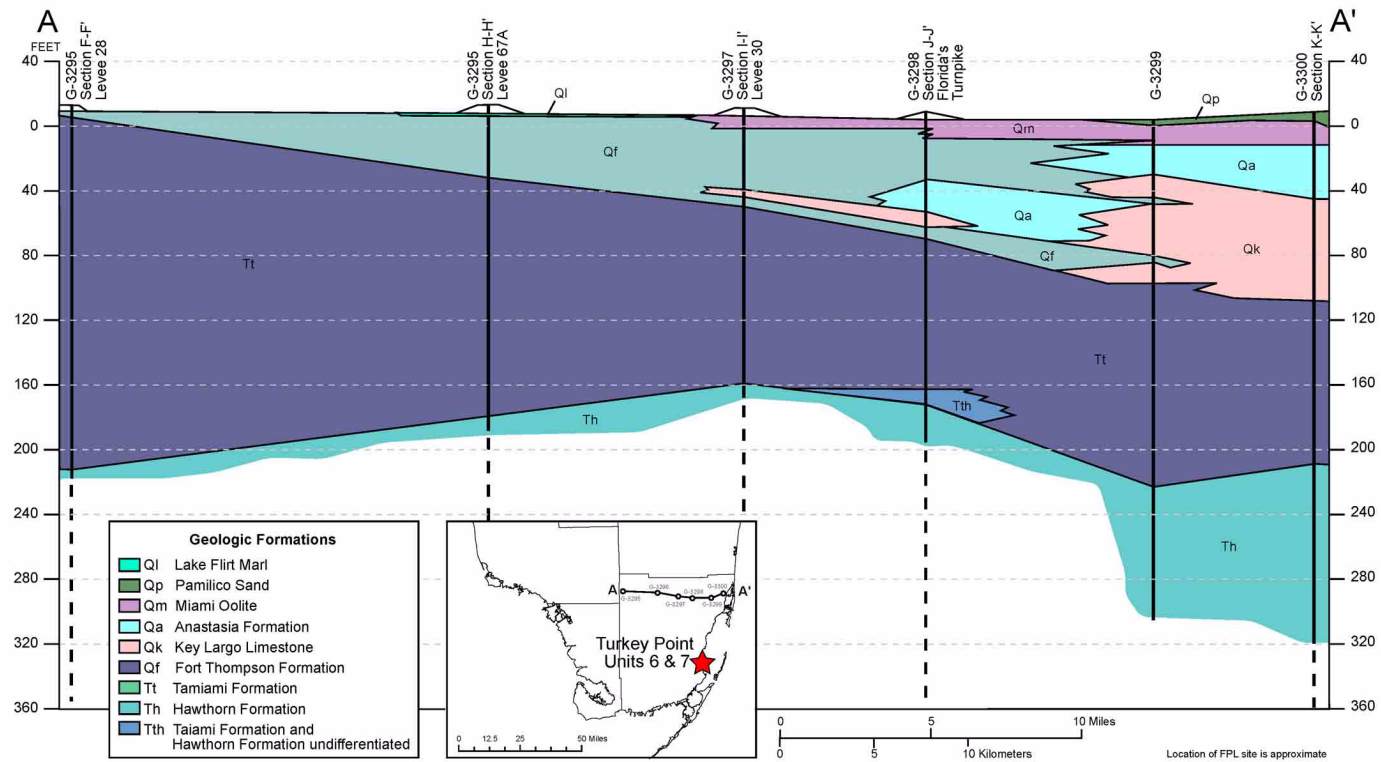 A
A'
FEET
G-3295
Section F-F'
Levee 28
G-3295
Section H-H'
Levee 67A
G-3297
Section I-I'
Levee 30
G-3298
Section J-J'
Florida's
Turnpike
G-3299
G-3300
Section K-K'
40
40
Ql
Qp
0
0
Qm
Qf
Qa
40
40
Qa
Qk
Qf
80
80
Tt
120
120
Tt
160
160
Tth
Th
200
200
240
240
Th
280
280
320
320
360
360
Geologic Formations
Ql Lake Flirt Marl
Qp Pamilico Sand
Qm Miami Oolite
Qa Anastasia Formation
Qk Key Largo Limestone
Qf Fort Thompson Formation
Tt Tamiami Formation
Th Hawthorn Formation
Tth Taiami Formation and
Hawthorn Formation undifferentiated
A
G-3295
G-3296
G-3297
G-3298
G-3299
G-3300
A'
Turkey Point
Units 6 & 7
0 12.5 25 50 Miles
0 5 10 Miles
0 5 10 Kilometers
Location of FPL site is approximate